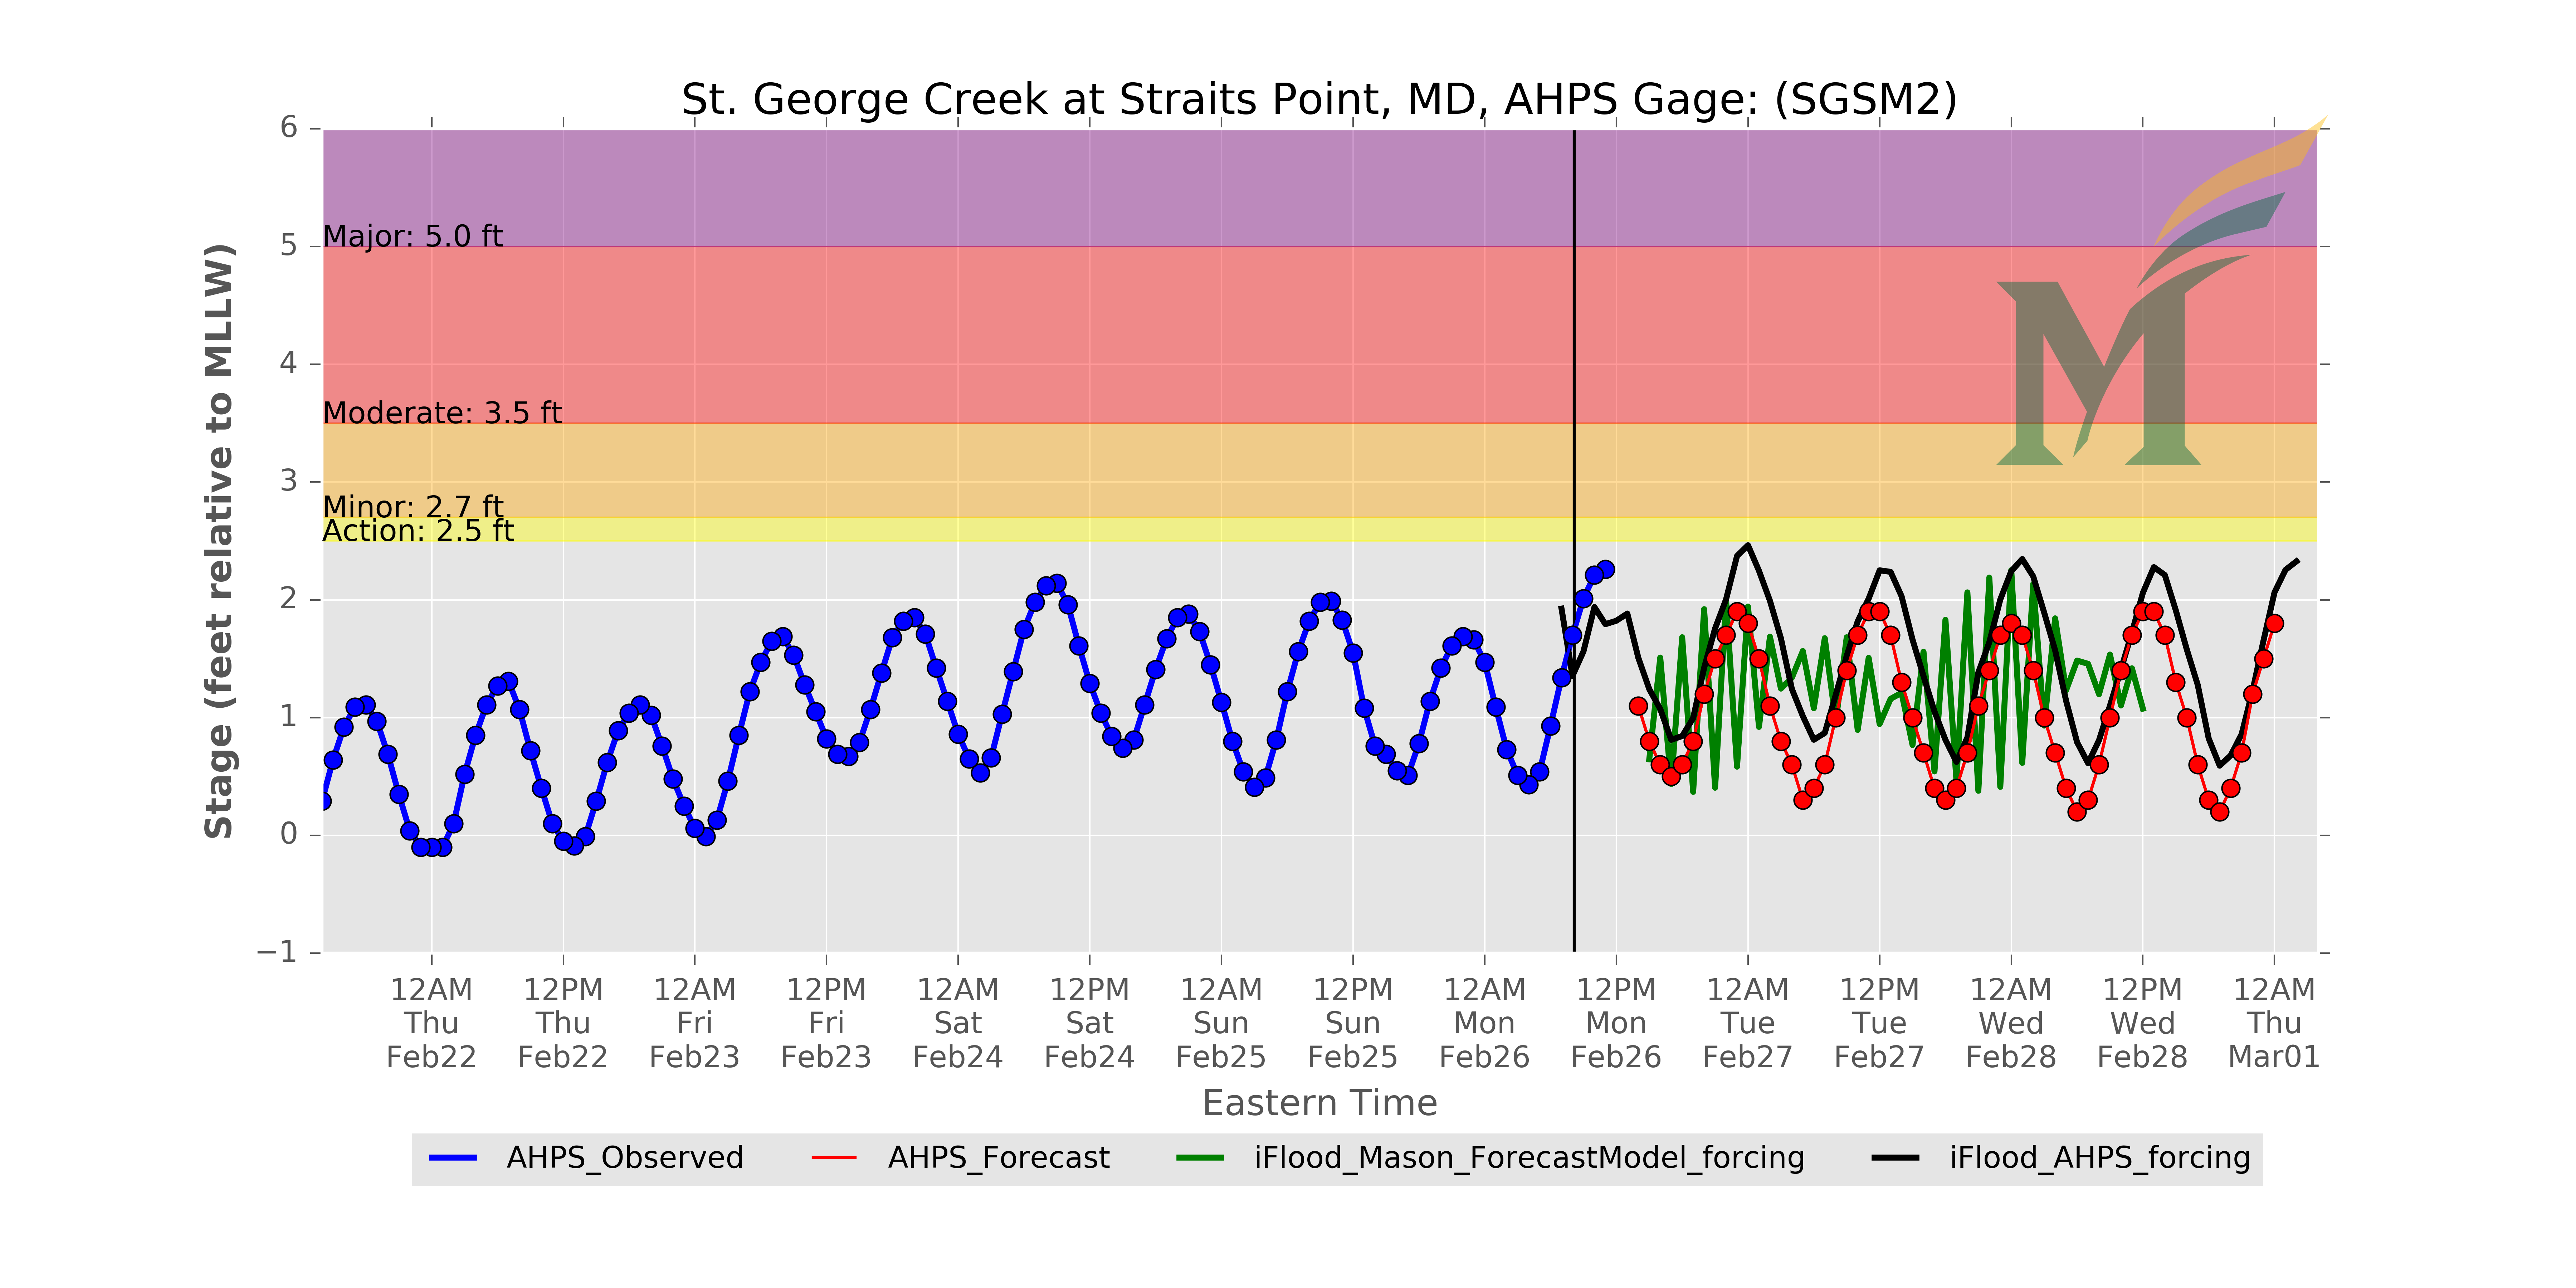 St. George Creek at Straits Point, MD, AHPS Gage: (SGSM2)
Stage (feet relative to MLLW)
6
5
4
3
2
1
0
−1
Major: 5.0 ft
Moderate: 3.5 ft
Minor: 2.7 ft
Action: 2.5 ft
M
12AM Thu Feb22
12PM Thu Feb22
12AM Fri Feb23
12PM Fri Feb23
12AM Sat Feb24
12PM Sat Feb24
12AM Sun Feb25
12PM Sun Feb25
12AM Mon Feb26
12PM Mon Feb26
12AM Tue Feb27
12PM Tue Feb27
12AM Wed Feb28
12PM Wed Feb28
12AM Thu Mar01
Eastern Time
AHPS_Observed
AHPS_Forecast
iFlood_Mason_ForecastModel_forcing
iFlood_AHPS_forcing